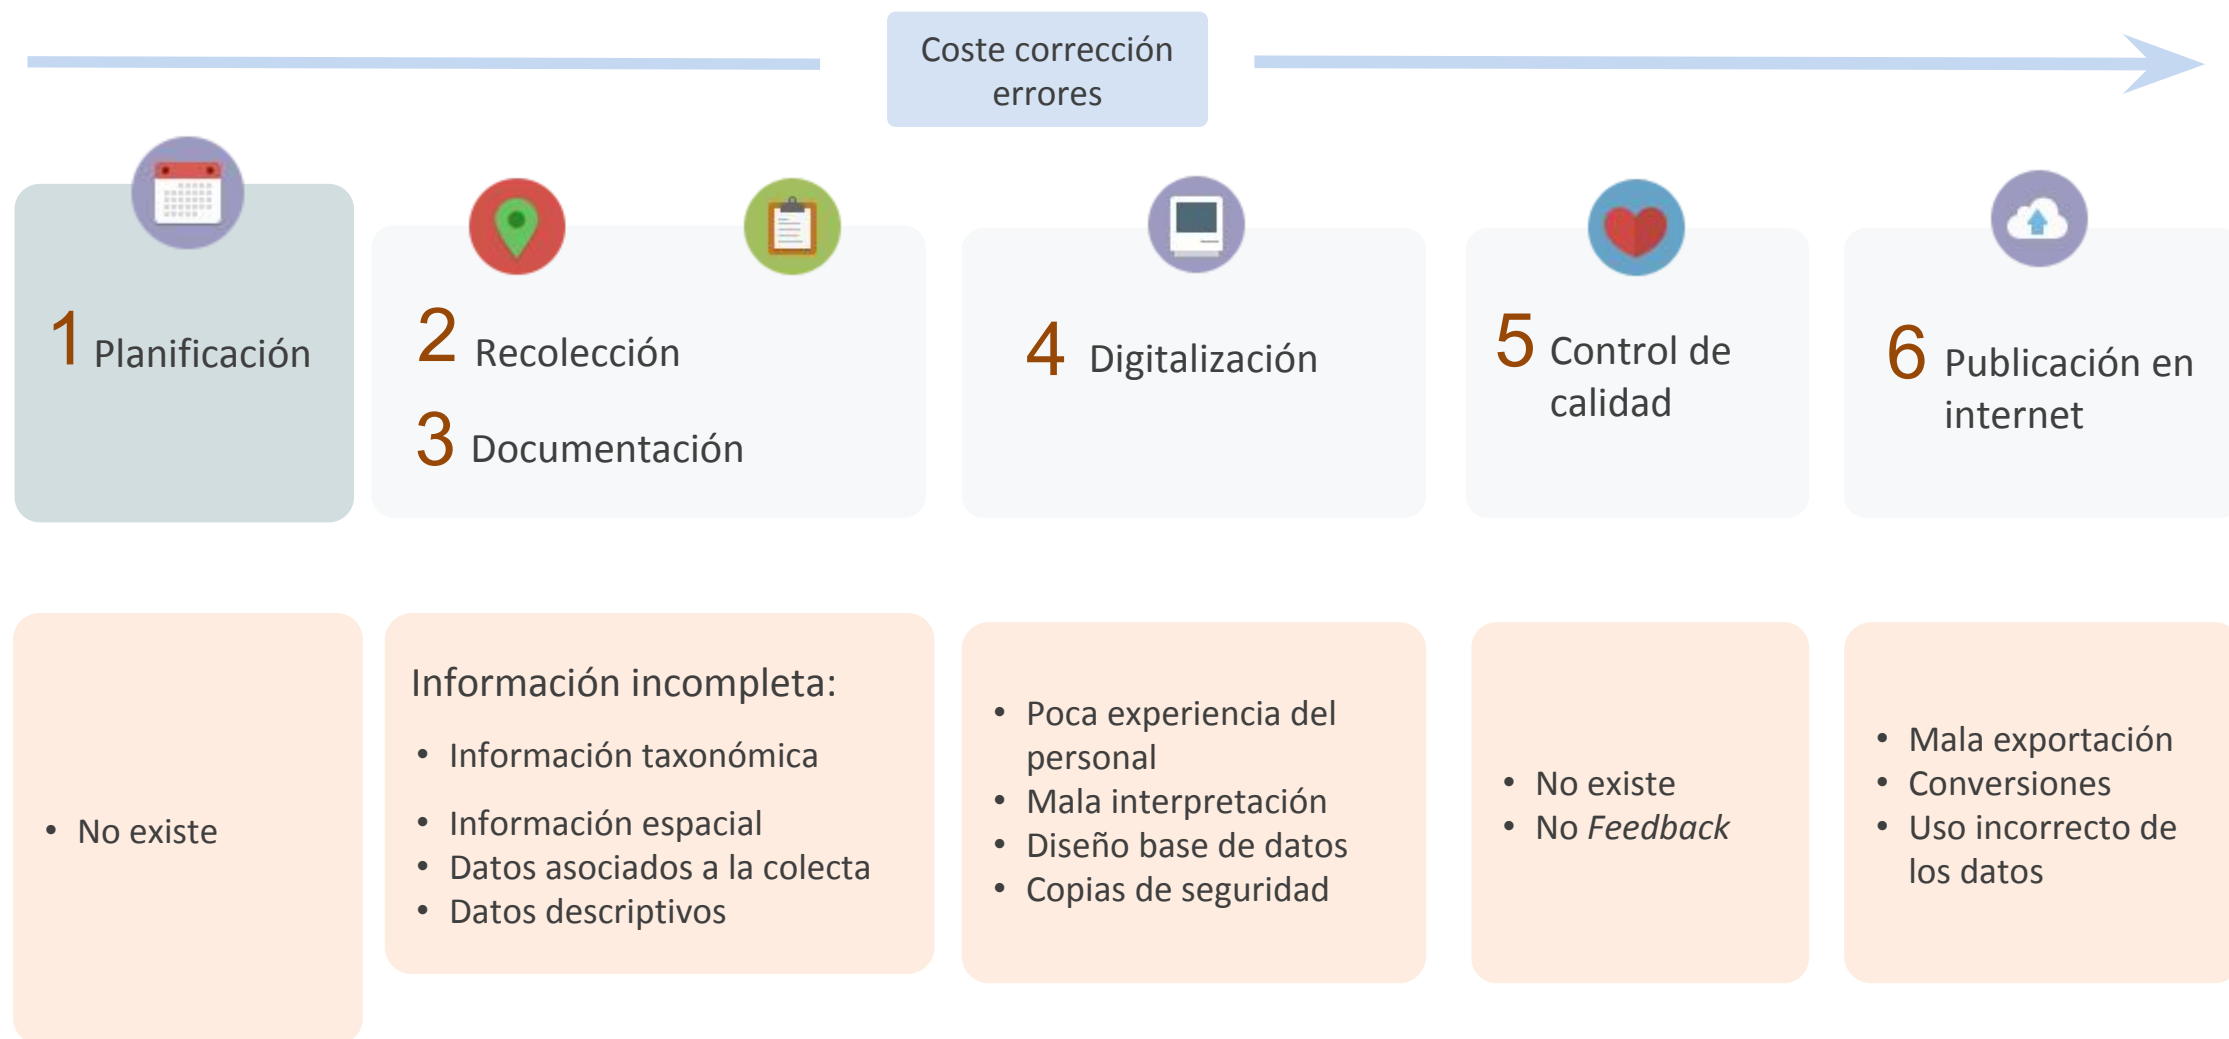 Coste corrección
errores
1 Planificación
2 Recolección
3 Documentación
4 Digitalización
5 Control de
calidad
6 Publicación en
internet
• No existe
Información incompleta:
• Información taxonómica
• Información espacial
• Datos asociados a la colecta
• Datos descriptivos
• Poca experiencia del
personal
• Mala interpretación
• Diseño base de datos
• Copias de seguridad
• No existe
• No Feedback
• Mala exportación
• Conversiones
• Uso incorrecto de
los datos